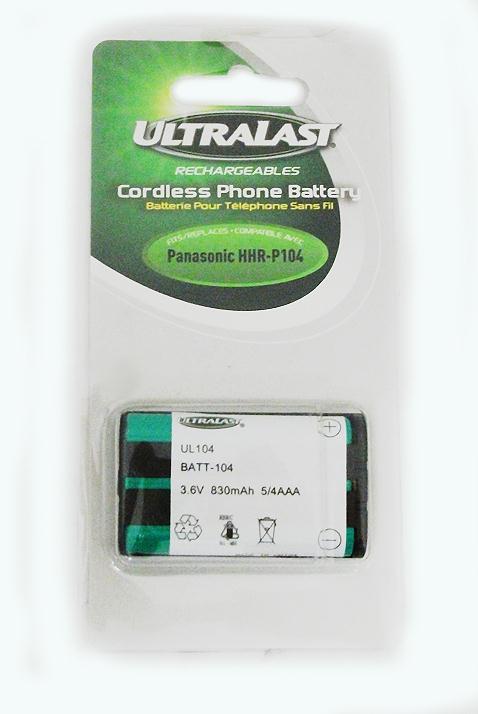 ULTRALAST
RECHARGEABLES
Cordless Phone Battery
Batterie Pour Téléphone Sans Fil
FITS/REPLACES • COMPATIBLE AVEC
Panasonic HHR-P104
ULTRALAST
UL104
BATT-104
3.6V 830mAh 5/4AAA
+
−